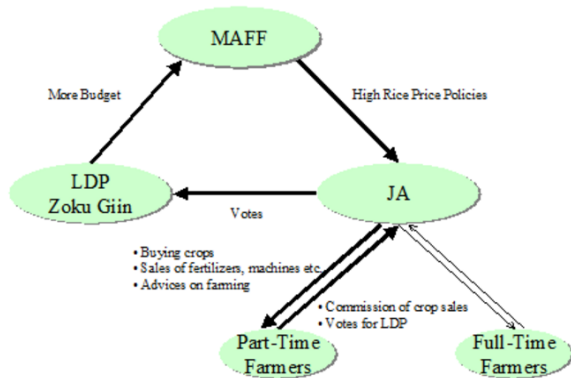 MAFF
More Budget
High Rice Price Policies
LDP
Zoku Giin
JA
Votes
• Buying crops
• Sales of fertilizers, machines etc.
• Advices on farming
• Commission of crop sales
• Votes for LDP
Part-Time
Farmers
Full-Time
Farmers